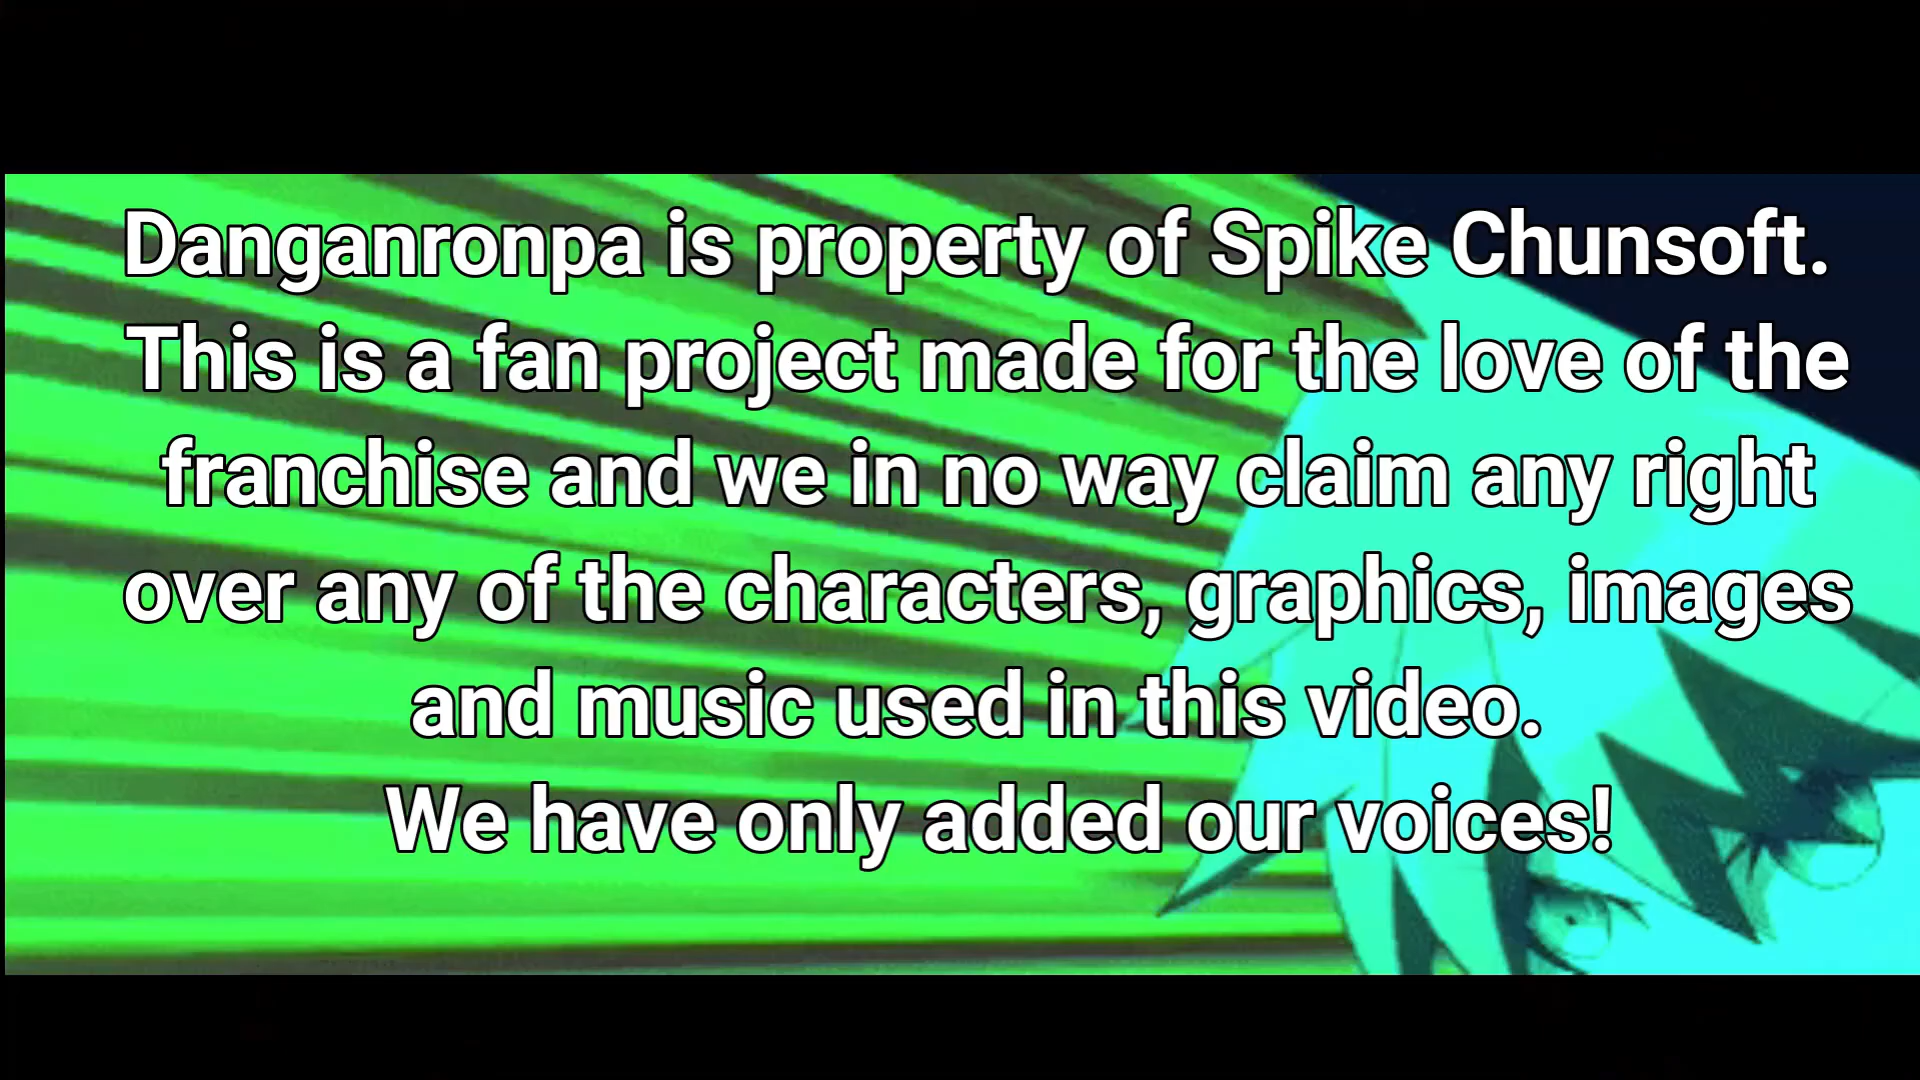 Danganronpa is property of Spike Chunsoft.
This is a fan project made for the love of the
franchise and we in no way claim any right
over any of the characters, graphics, images
and music used in this video.
We have only added our voices!